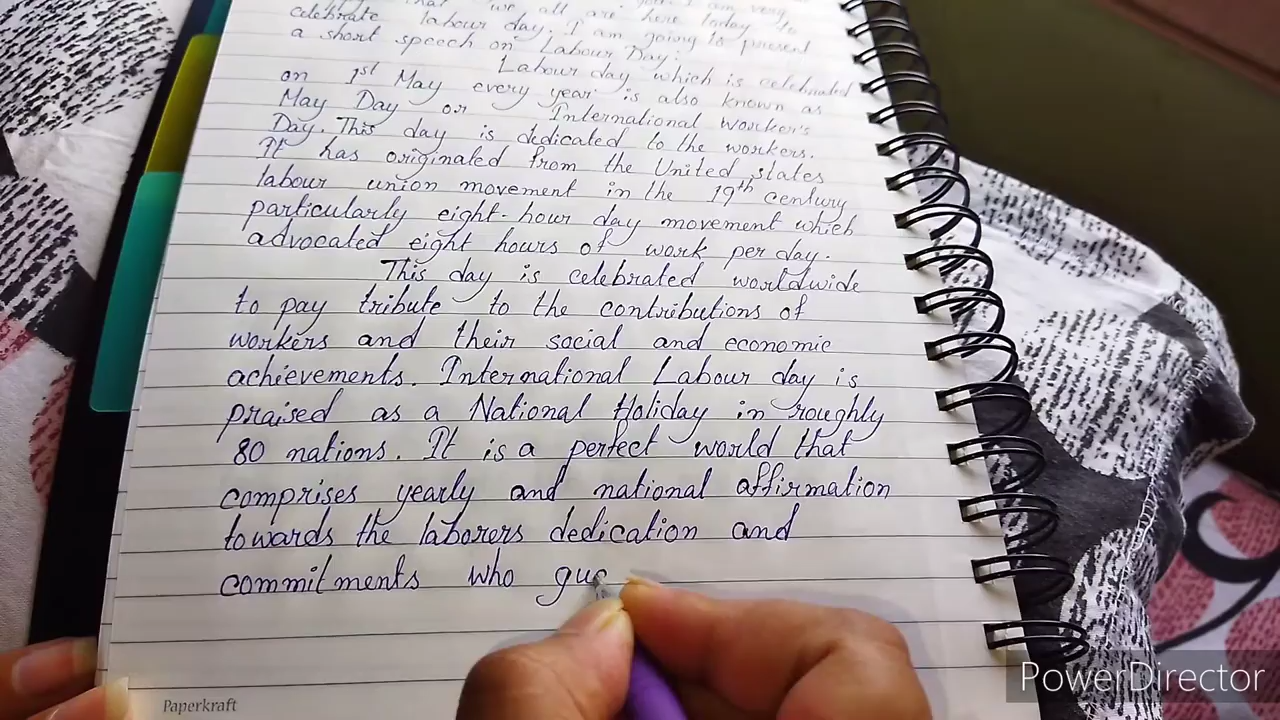 that we all are here today to
celebrate labour day. I am going to present
a short speech on Labour Day.
Labour day which is celebrated
on 1st May every year is also known as
May Day or International Worker's
Day. This day is dedicated to the workers.
It has originated from the United states
labour union movement in the 19th century
particularly eight-hour day movement which
advocated eight hours of work per day.
This day is celebrated worldwide
to pay tribute to the contributions of
workers and their social and economic
achievements. International Labour day is
praised as a National Holiday in roughly
80 nations. It is a perfect world that
comprises yearly and national affirmation
towards the laborers dedication and
commitments who gua
Paperkraft
PowerDirector